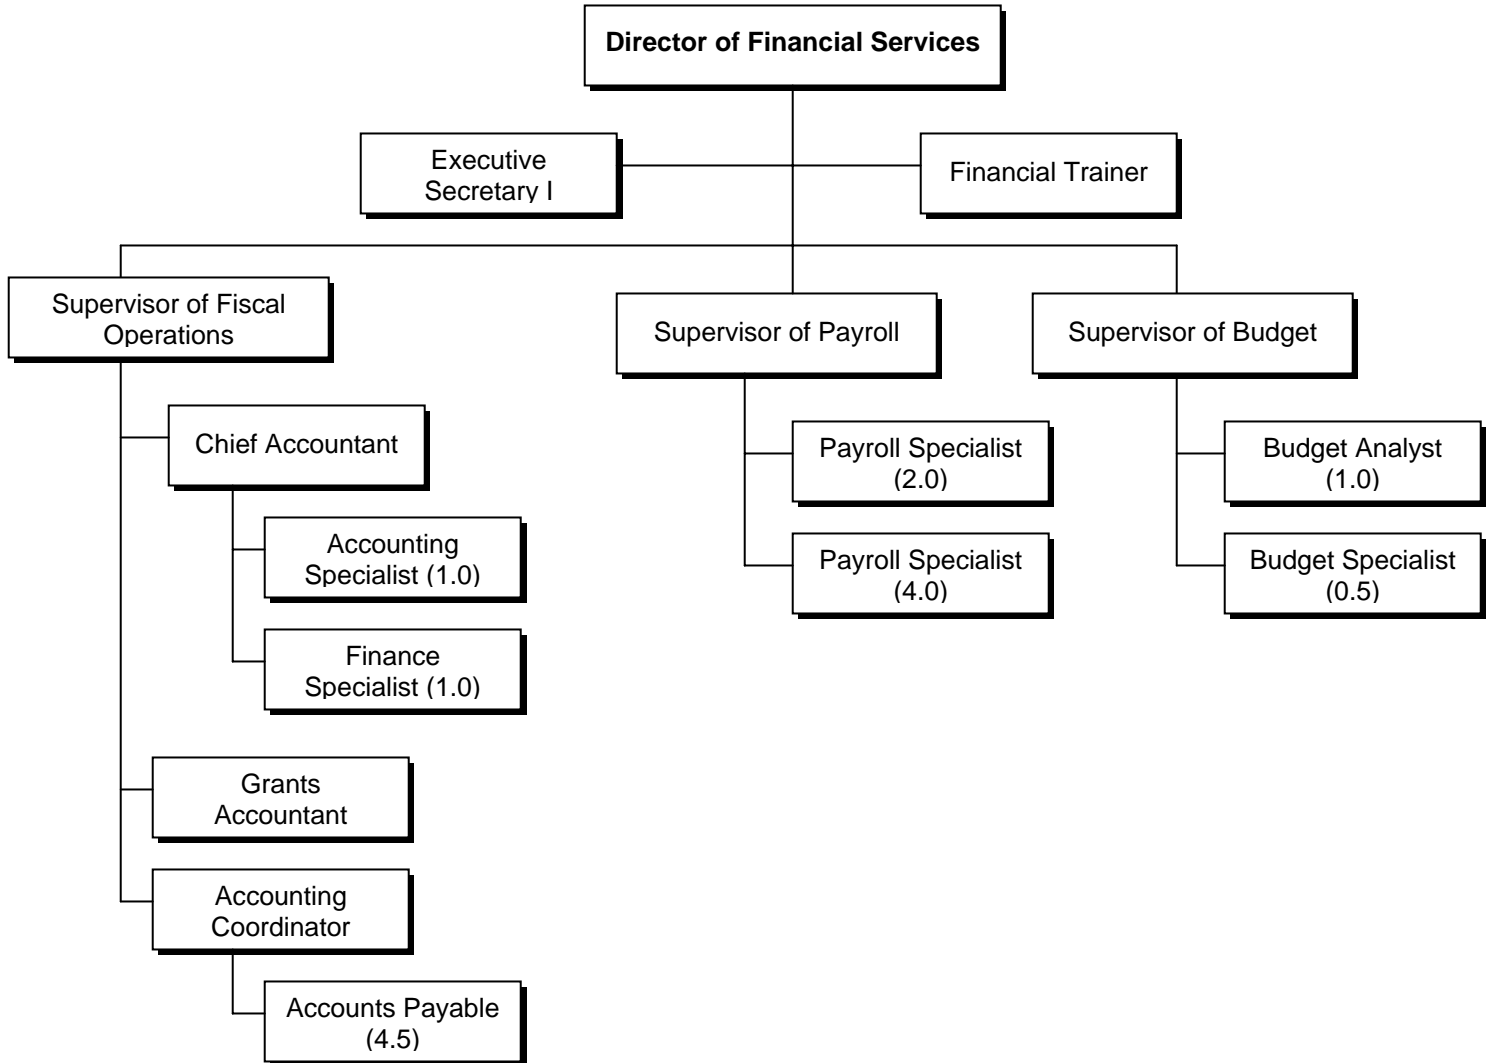 Director of Financial Services
Executive
Secretary I
Financial Trainer
Supervisor of Fiscal
Operations
Supervisor of Payroll
Supervisor of Budget
Chief Accountant
Accounting
Specialist (1.0)
Finance
Specialist (1.0)
Grants
Accountant
Accounting
Coordinator
Accounts Payable
(4.5)
Payroll Specialist
(2.0)
Payroll Specialist
(4.0)
Budget Analyst
(1.0)
Budget Specialist
(0.5)